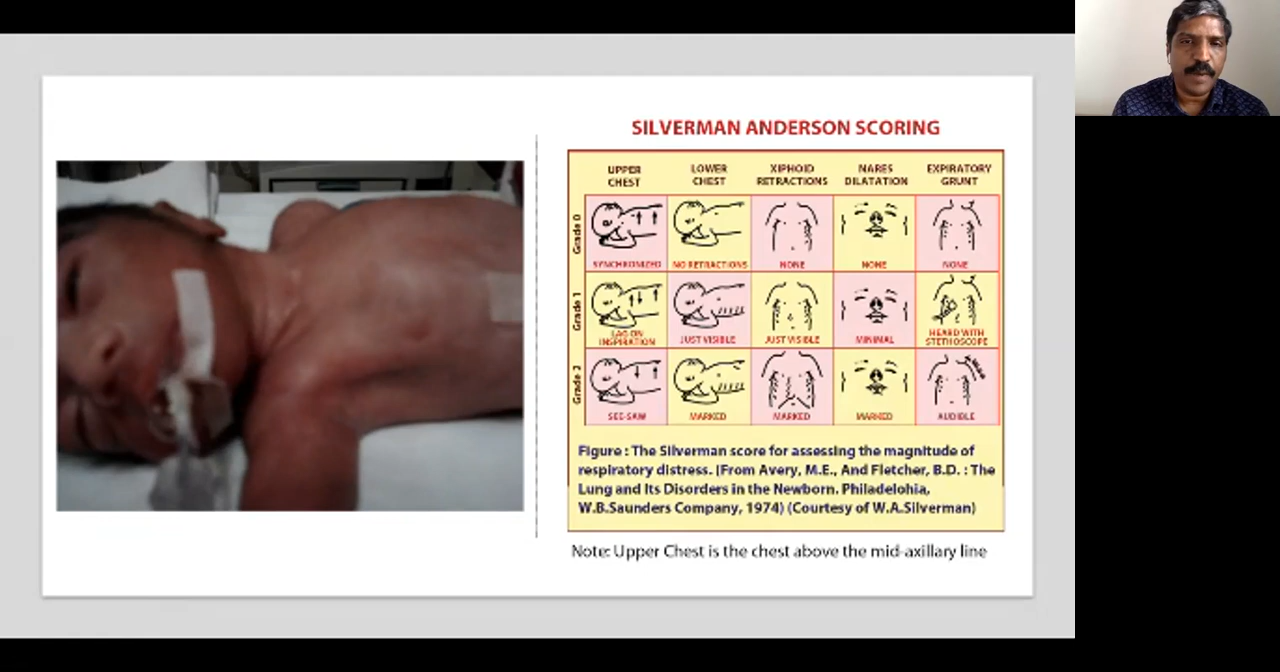 SILVERMAN ANDERSON SCORING
UPPER CHEST
LOWER CHEST
XIPHOID RETRACTIONS
NARES DILATATION
EXPIRATORY GRUNT
Grade 0
SYNCHRONIZED
NO RETRACTIONS
NONE
NONE
NONE
Grade 1
LAG ON INSPIRATION
JUST VISIBLE
JUST VISIBLE
MINIMAL
HEARD WITH STETHOSCOPE
Grade 2
SEE-SAW
MARKED
MARKED
MARKED
AUDIBLE
Figure : The Silverman score for assessing the magnitude of
respiratory distress. (From Avery, M.E., And Fletcher, B.D. : The
Lung and Its Disorders in the Newborn. Philadelohia,
W.B.Saunders Company, 1974) (Courtesy of W.A.Silverman)
Note: Upper Chest is the chest above the mid-axillary line